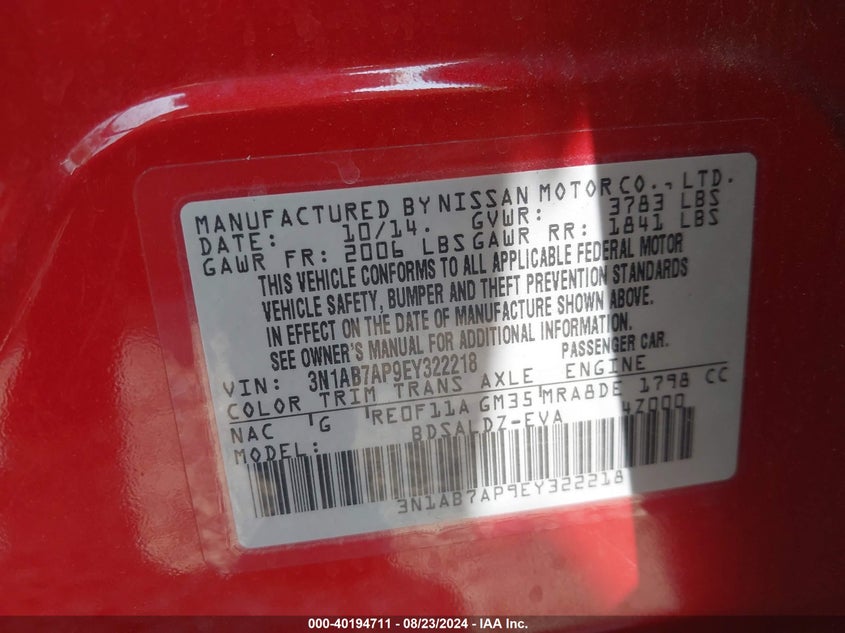 MANUFACTURED BY NISSAN MOTOR CO., LTD.
DATE: 10/14. GVWR: 3783 LBS
GAWR FR: 2006 LBS GAWR RR: 1841 LBS
THIS VEHICLE CONFORMS TO ALL APPLICABLE FEDERAL MOTOR
VEHICLE SAFETY, BUMPER AND THEFT PREVENTION STANDARDS
IN EFFECT ON THE DATE OF MANUFACTURE SHOWN ABOVE.
SEE OWNER'S MANUAL FOR ADDITIONAL INFORMATION.
VIN: 3N1AB7AP9EY322218 PASSENGER CAR.
COLOR TRIM TRANS AXLE ENGINE
NAC G RE0F11A GM35 MRA8DE 1798 CC
MODEL: BDSALDZ-EVA 4Z000
3N1AB7AP9EY322218
000-40194711 - 08/23/2024 - IAA Inc.